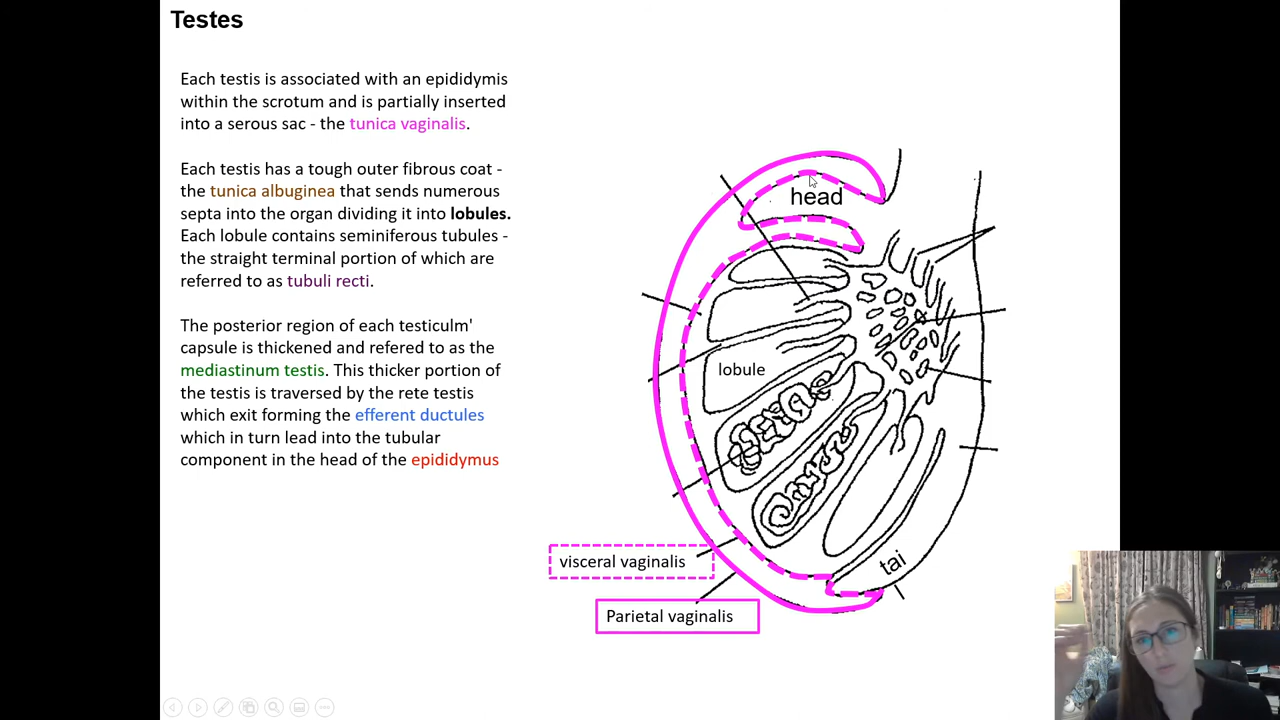 Testes
Each testis is associated with an epididymis
within the scrotum and is partially inserted
into a serous sac - the tunica vaginalis.
Each testis has a tough outer fibrous coat -
the tunica albuginea that sends numerous
septa into the organ dividing it into lobules.
Each lobule contains seminiferous tubules -
the straight terminal portion of which are
referred to as tubuli recti.
The posterior region of each testiculm'
capsule is thickened and refered to as the
mediastinum testis. This thicker portion of
the testis is traversed by the rete testis
which exit forming the efferent ductules
which in turn lead into the tubular
component in the head of the epididymus
head
lobule
tai
visceral vaginalis
Parietal vaginalis